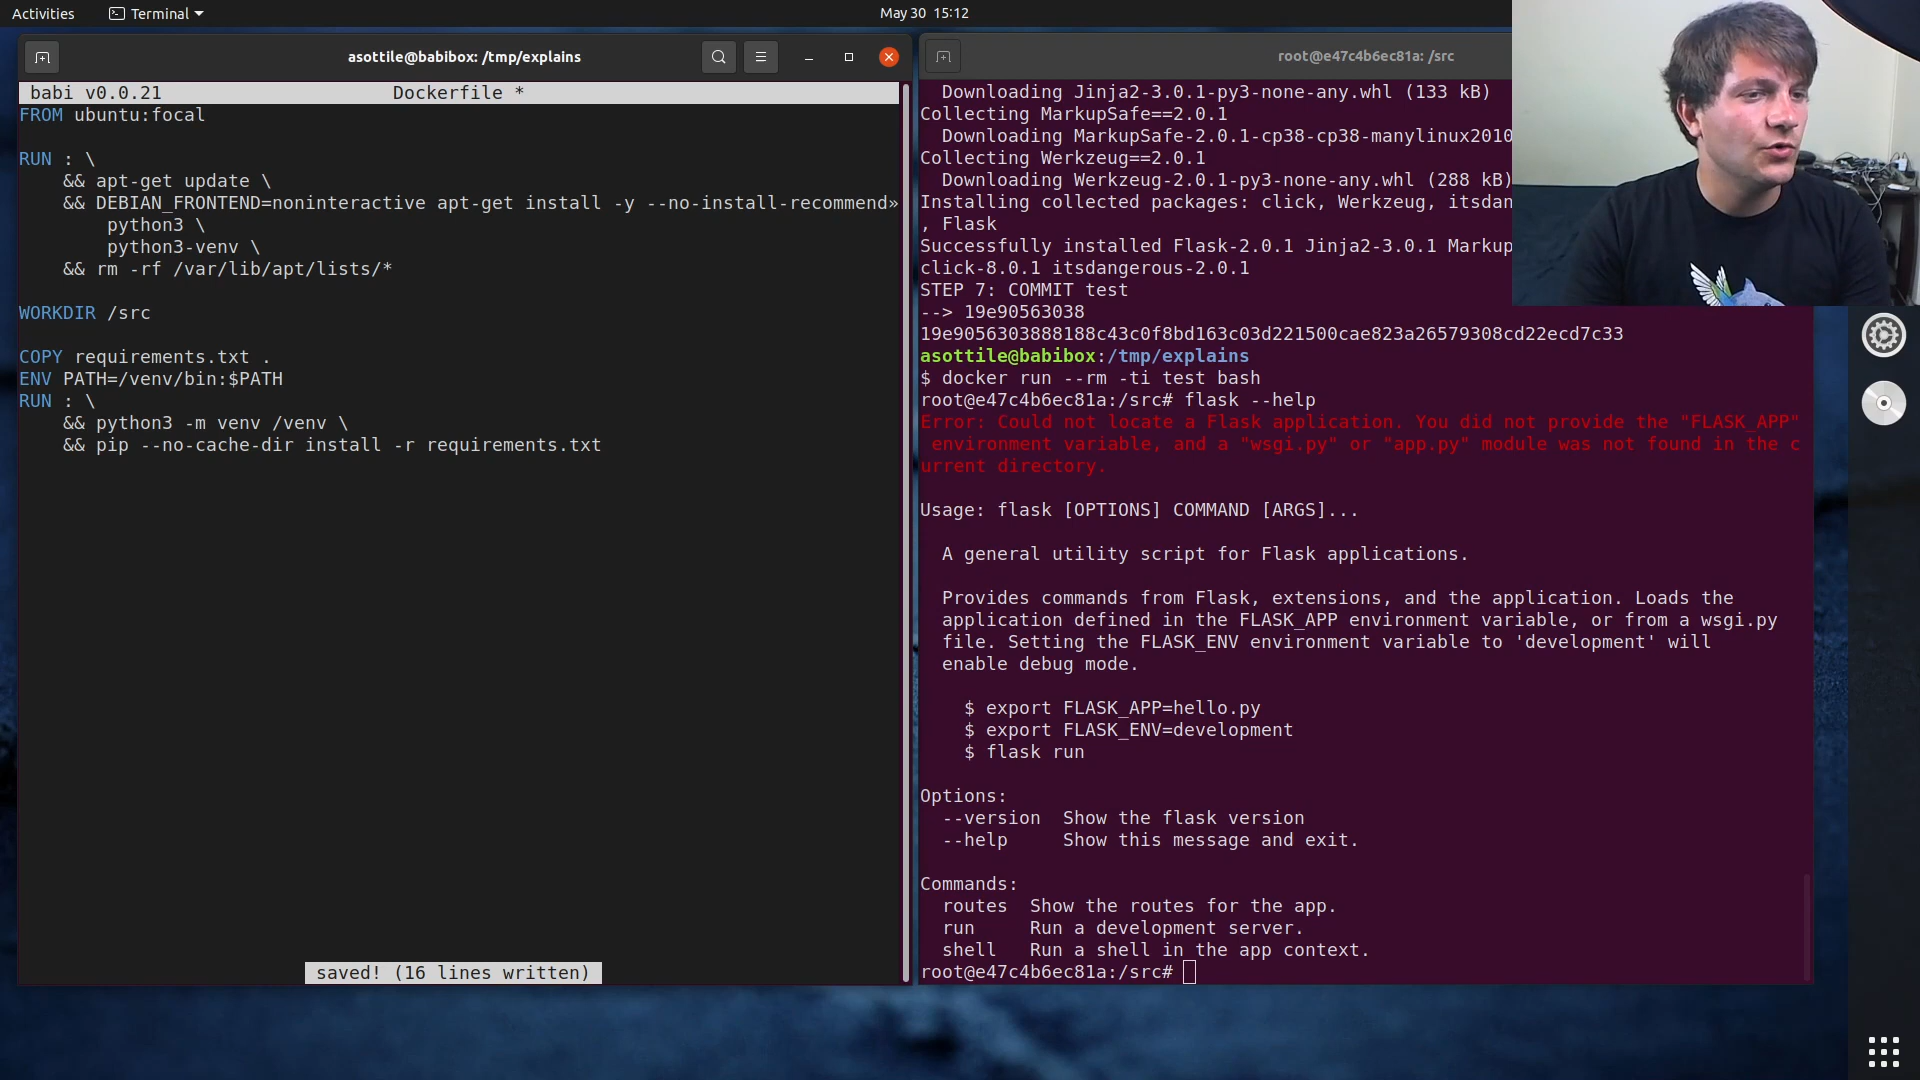 Activities
Terminal
May 30 15:12
asottile@babibox: /tmp/explains
babi v0.0.21 Dockerfile *
FROM ubuntu:focal
RUN : \
&& apt-get update \
&& DEBIAN_FRONTEND=noninteractive apt-get install -y --no-install-recommend»
python3 \
python3-venv \
&& rm -rf /var/lib/apt/lists/*
WORKDIR /src
COPY requirements.txt .
ENV PATH=/venv/bin:$PATH
RUN : \
&& python3 -m venv /venv \
&& pip --no-cache-dir install -r requirements.txt
saved! (16 lines written)
root@e47c4b6ec81a: /src
Downloading Jinja2-3.0.1-py3-none-any.whl (133 kB)
Collecting MarkupSafe==2.0.1
Downloading MarkupSafe-2.0.1-cp38-cp38-manylinux2010
Collecting Werkzeug==2.0.1
Downloading Werkzeug-2.0.1-py3-none-any.whl (288 kB)
Installing collected packages: click, Werkzeug, itsdan
, Flask
Successfully installed Flask-2.0.1 Jinja2-3.0.1 Markup
click-8.0.1 itsdangerous-2.0.1
STEP 7: COMMIT test
--> 19e90563038
19e9056303888188c43c0f8bd163c03d221500cae823a26579308cd22ecd7c33
asottile@babibox:/tmp/explains
$ docker run --rm -ti test bash
root@e47c4b6ec81a:/src# flask --help
Error: Could not locate a Flask application. You did not provide the "FLASK_APP"
environment variable, and a "wsgi.py" or "app.py" module was not found in the c
urrent directory.
Usage: flask [OPTIONS] COMMAND [ARGS]...
A general utility script for Flask applications.
Provides commands from Flask, extensions, and the application. Loads the
application defined in the FLASK_APP environment variable, or from a wsgi.py
file. Setting the FLASK_ENV environment variable to 'development' will
enable debug mode.
$ export FLASK_APP=hello.py
$ export FLASK_ENV=development
$ flask run
Options:
--version Show the flask version
--help Show this message and exit.
Commands:
routes Show the routes for the app.
run Run a development server.
shell Run a shell in the app context.
root@e47c4b6ec81a:/src#